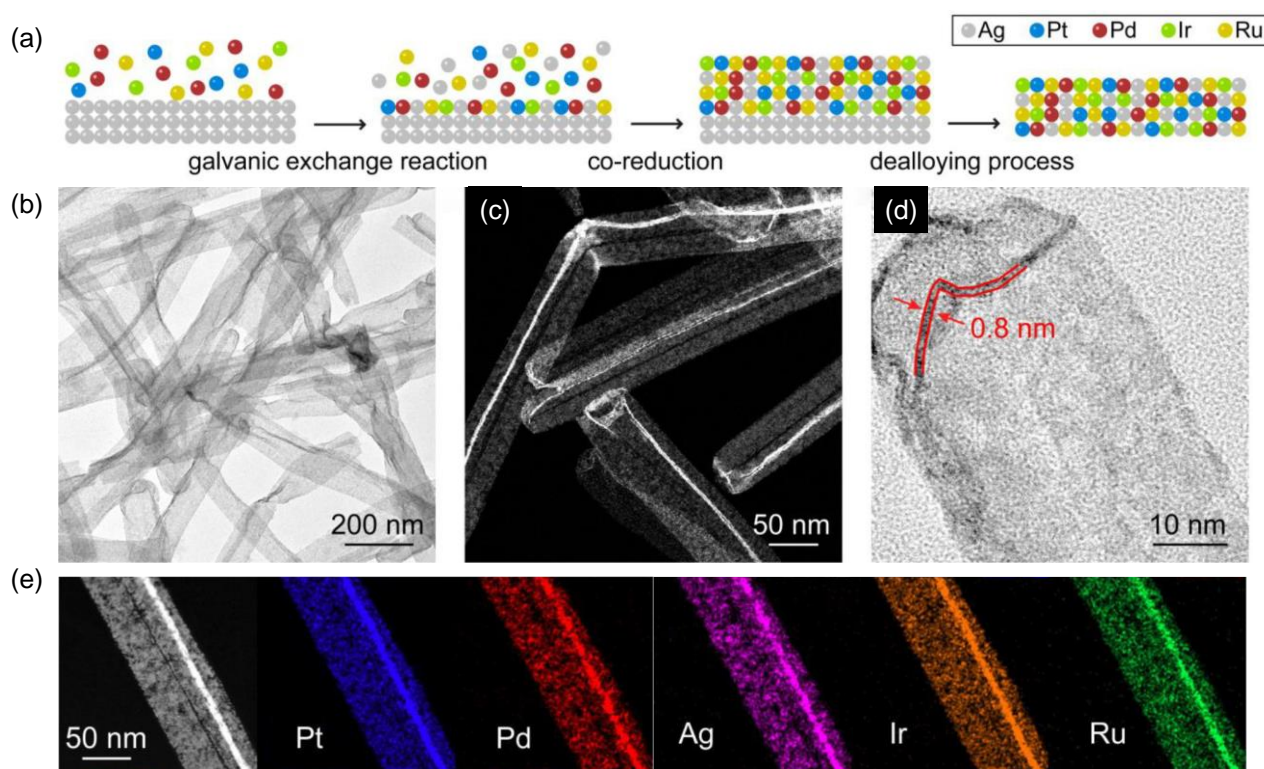 (a)
Ag Pt Pd Ir Ru
galvanic exchange reaction co-reduction dealloying process
(b) (c) (d)
0.8 nm
200 nm 50 nm 10 nm
(e)
50 nm Pt Pd Ag Ir Ru